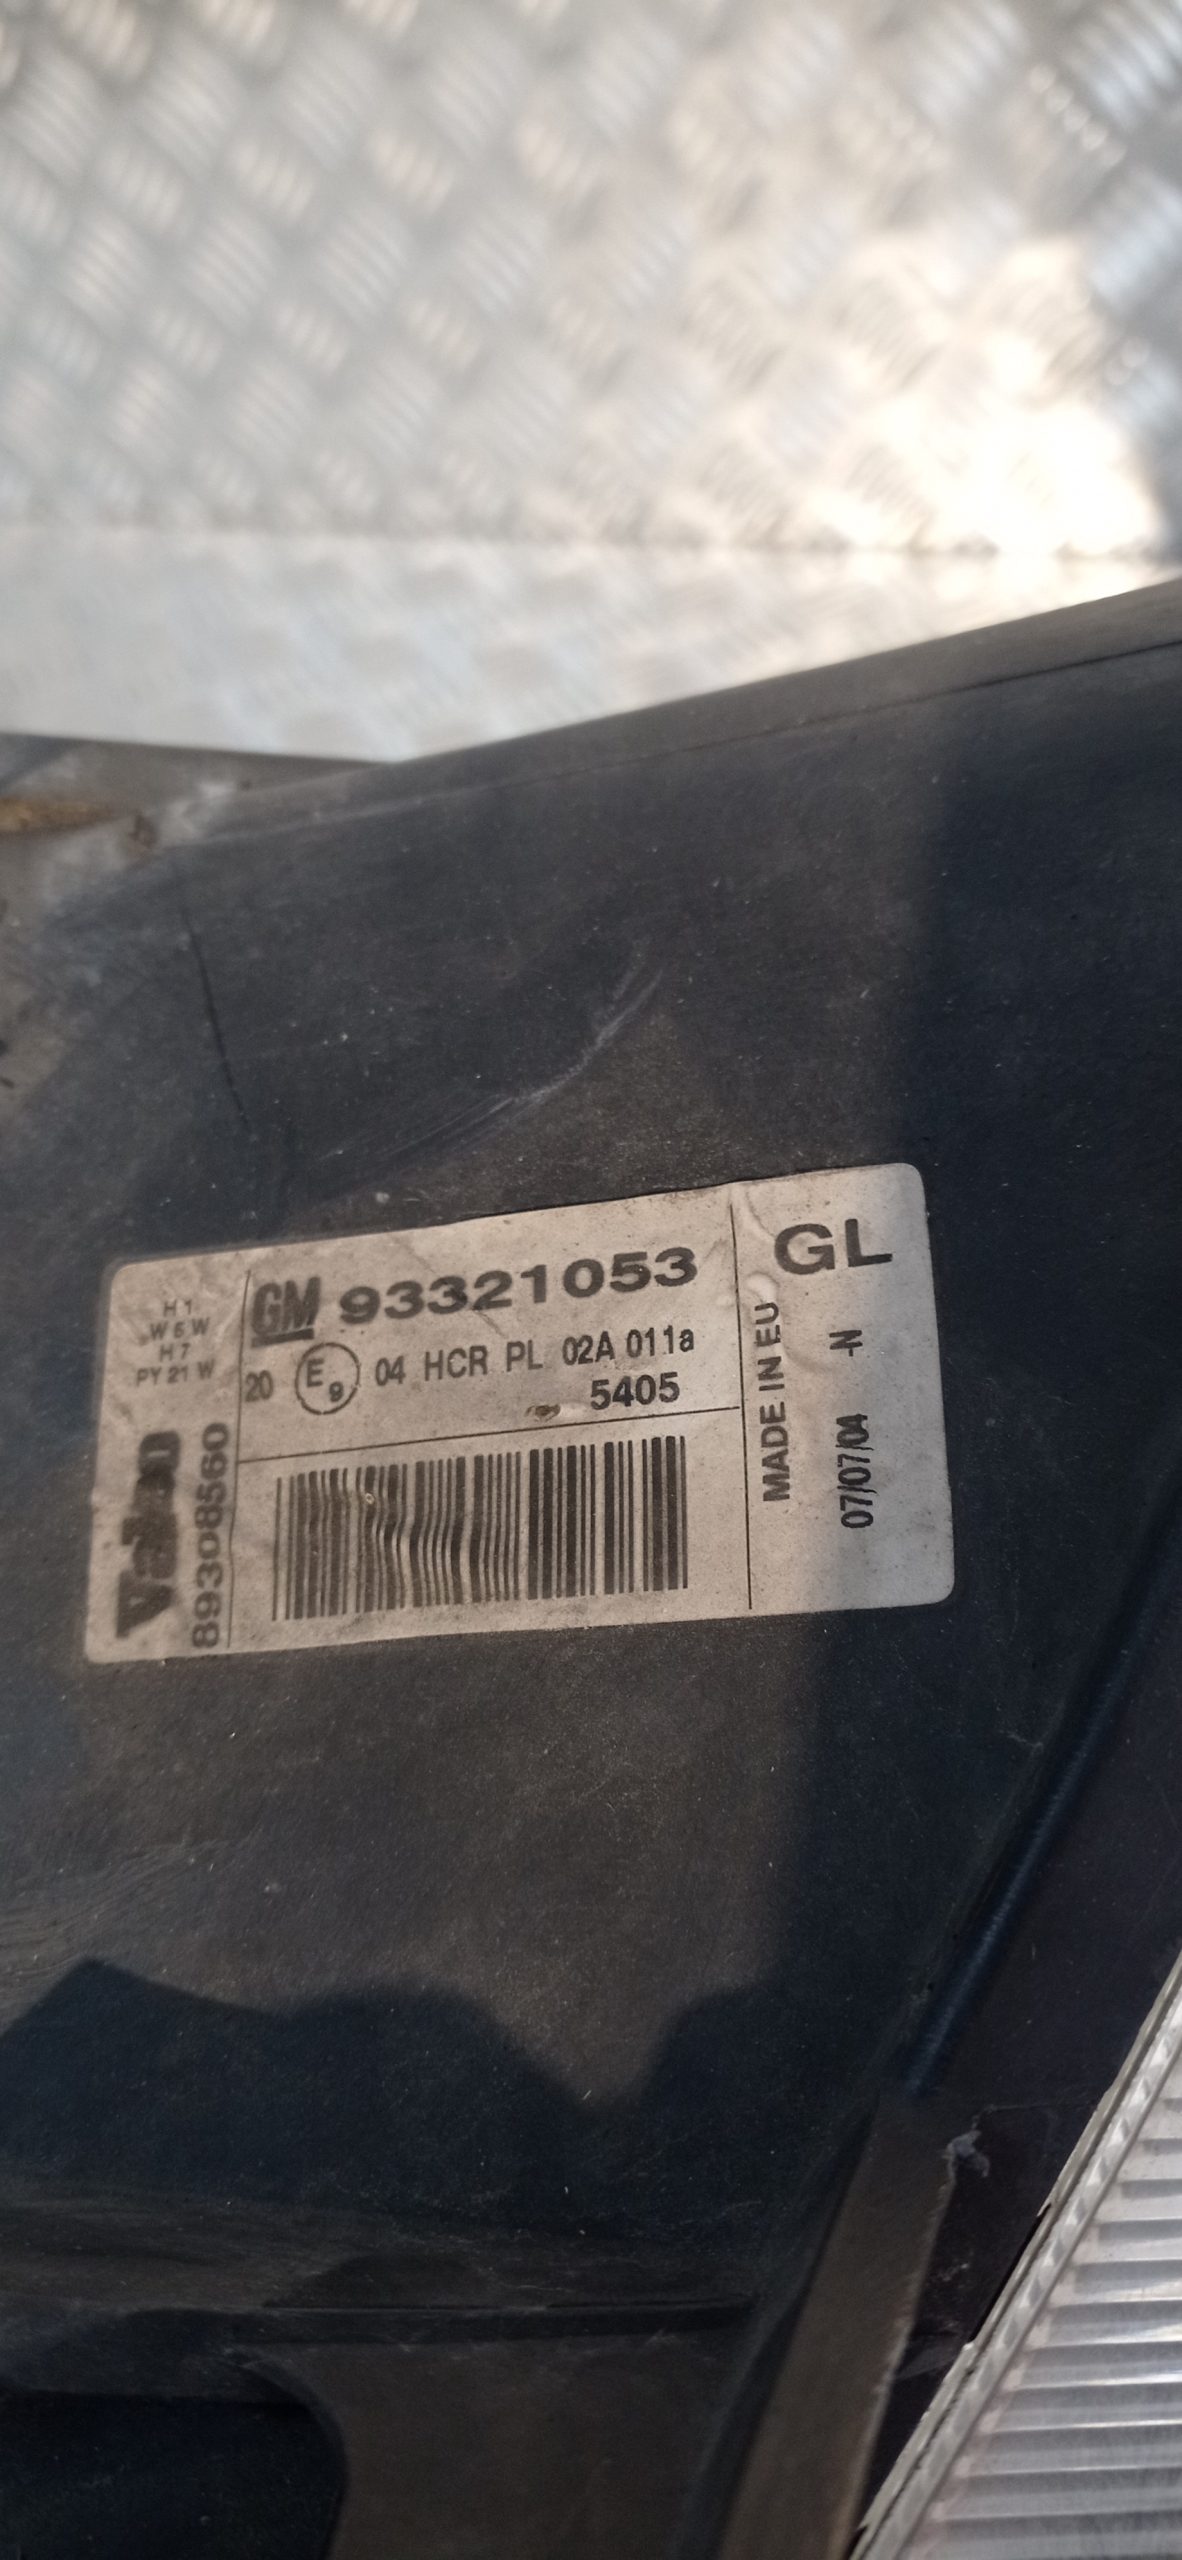 H1
W5W
H7
PY21W
Valeo
89308560
GM 93321053
20 E9 04 HCR PL 02A 011a
5405
GL
MADE IN EU
07/07/04 -N